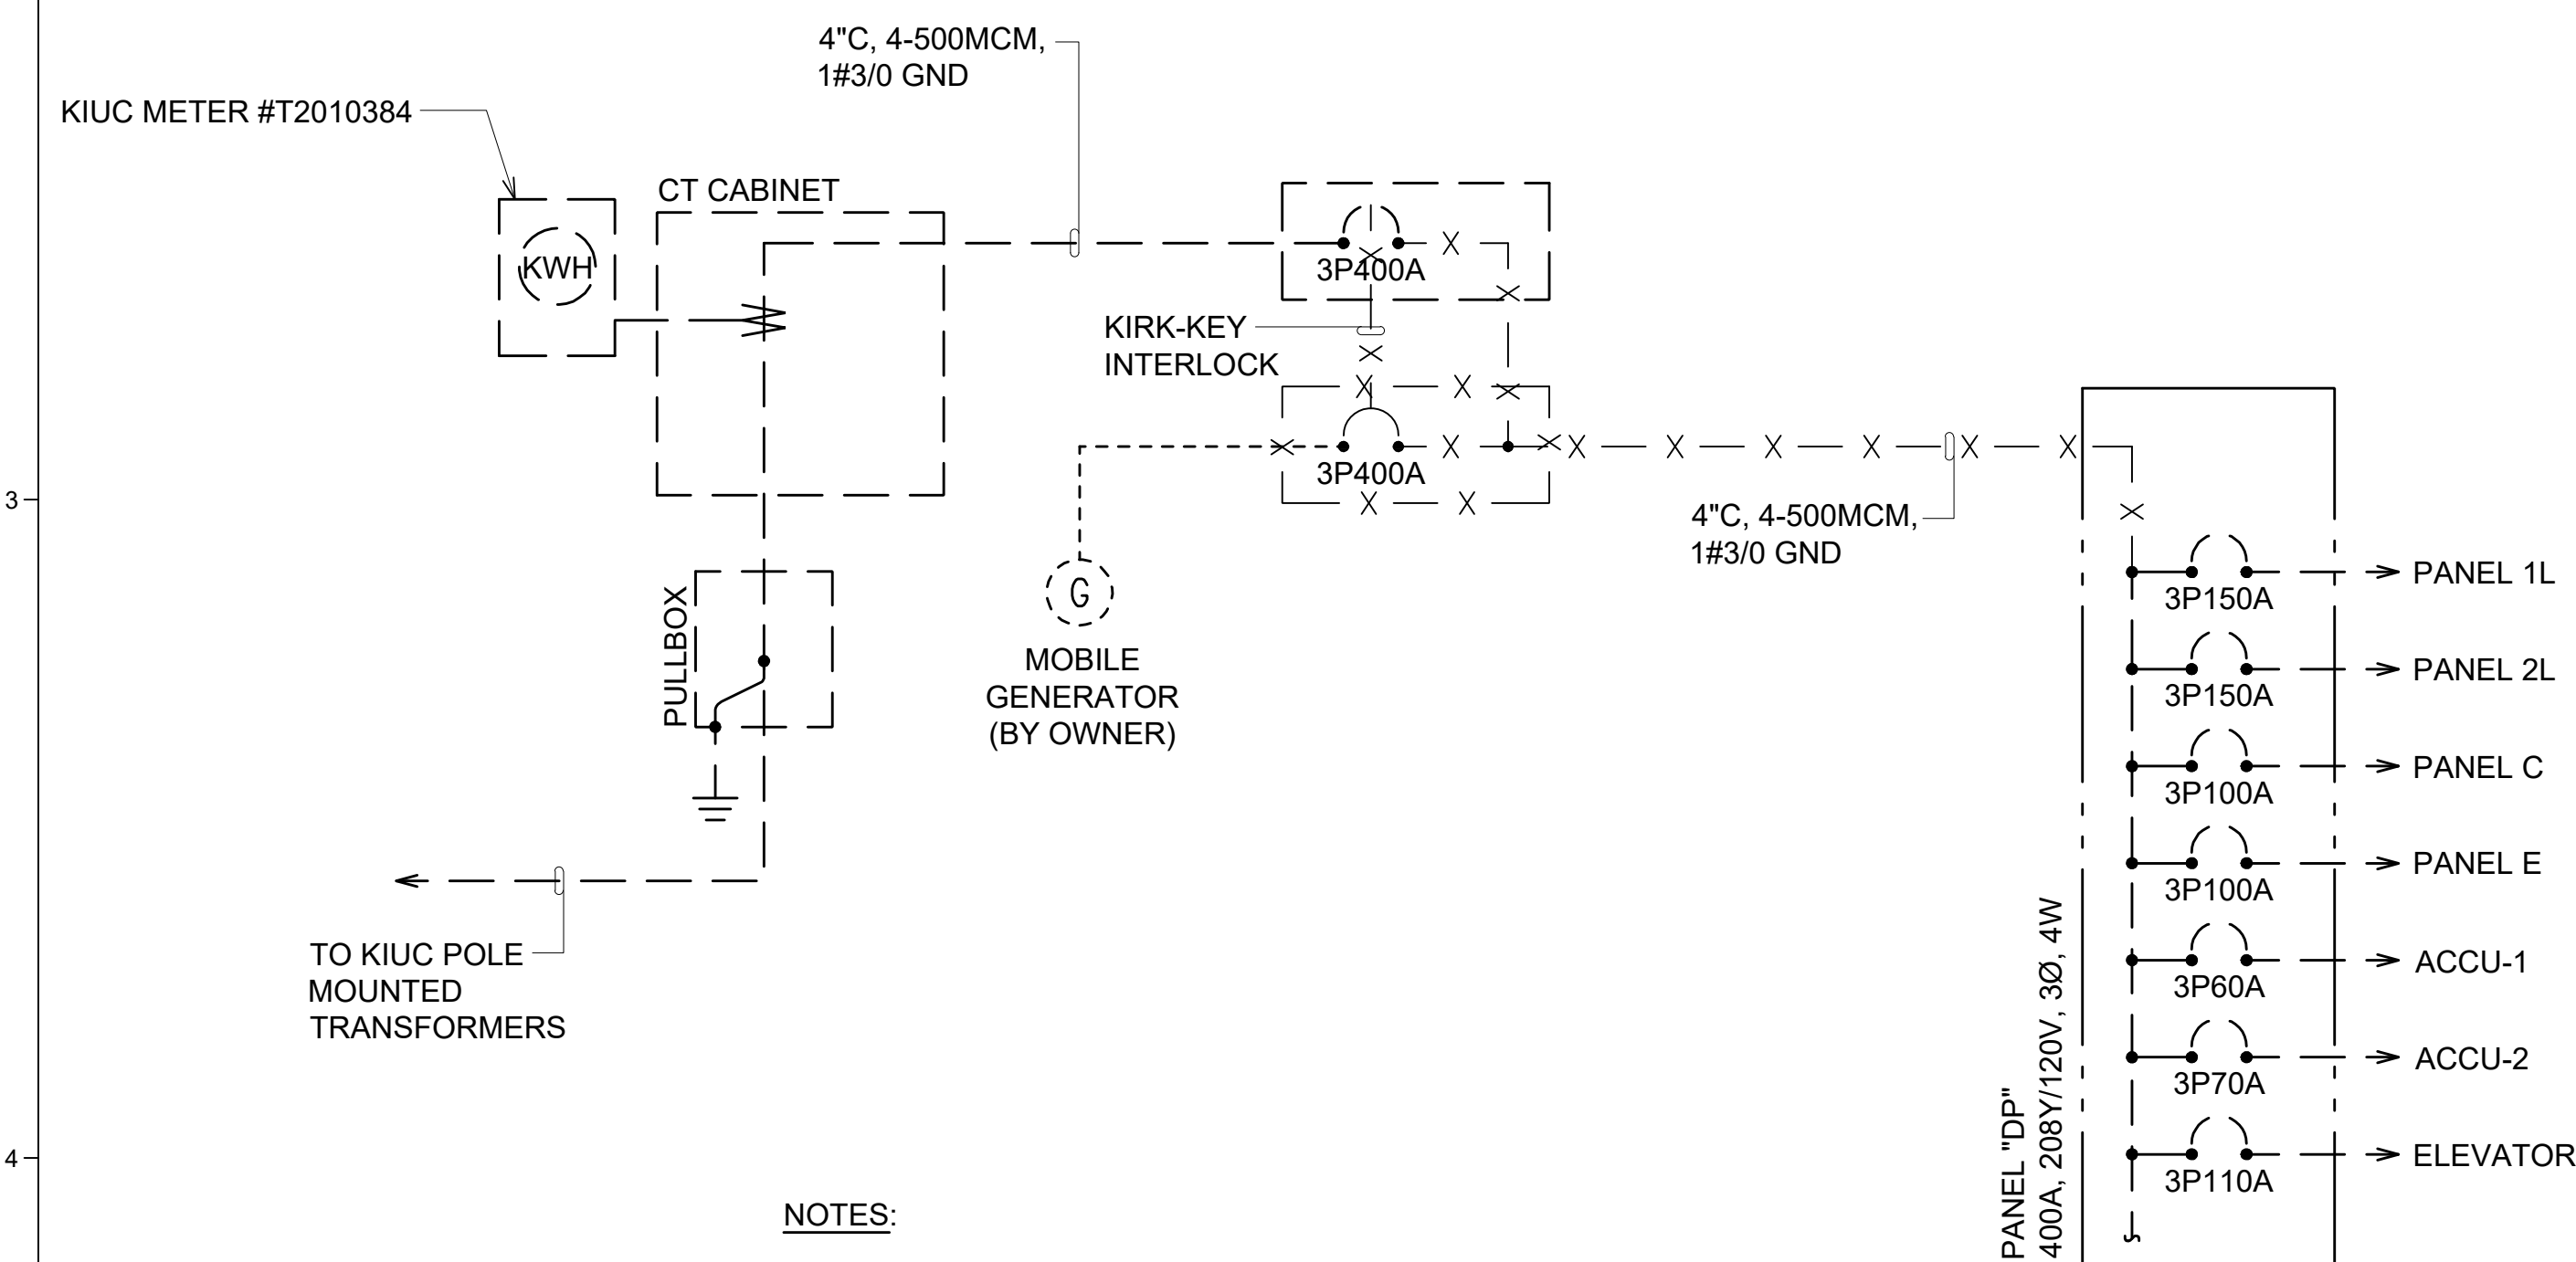 4"C, 4-500MCM,
1#3/0 GND
KIUC METER #T2010384
CT CABINET
KWH
3P400A
KIRK-KEY
INTERLOCK
3P400A
3
4"C, 4-500MCM,
1#3/0 GND
PULLBOX
G
MOBILE
GENERATOR
(BY OWNER)
TO KIUC POLE
MOUNTED
TRANSFORMERS
PANEL 1L
3P150A
PANEL 2L
3P150A
PANEL C
3P100A
PANEL E
3P100A
ACCU-1
3P60A
ACCU-2
3P70A
ELEVATOR
3P110A
PANEL "DP"
400A, 208Y/120V, 3Ø, 4W
4
NOTES: